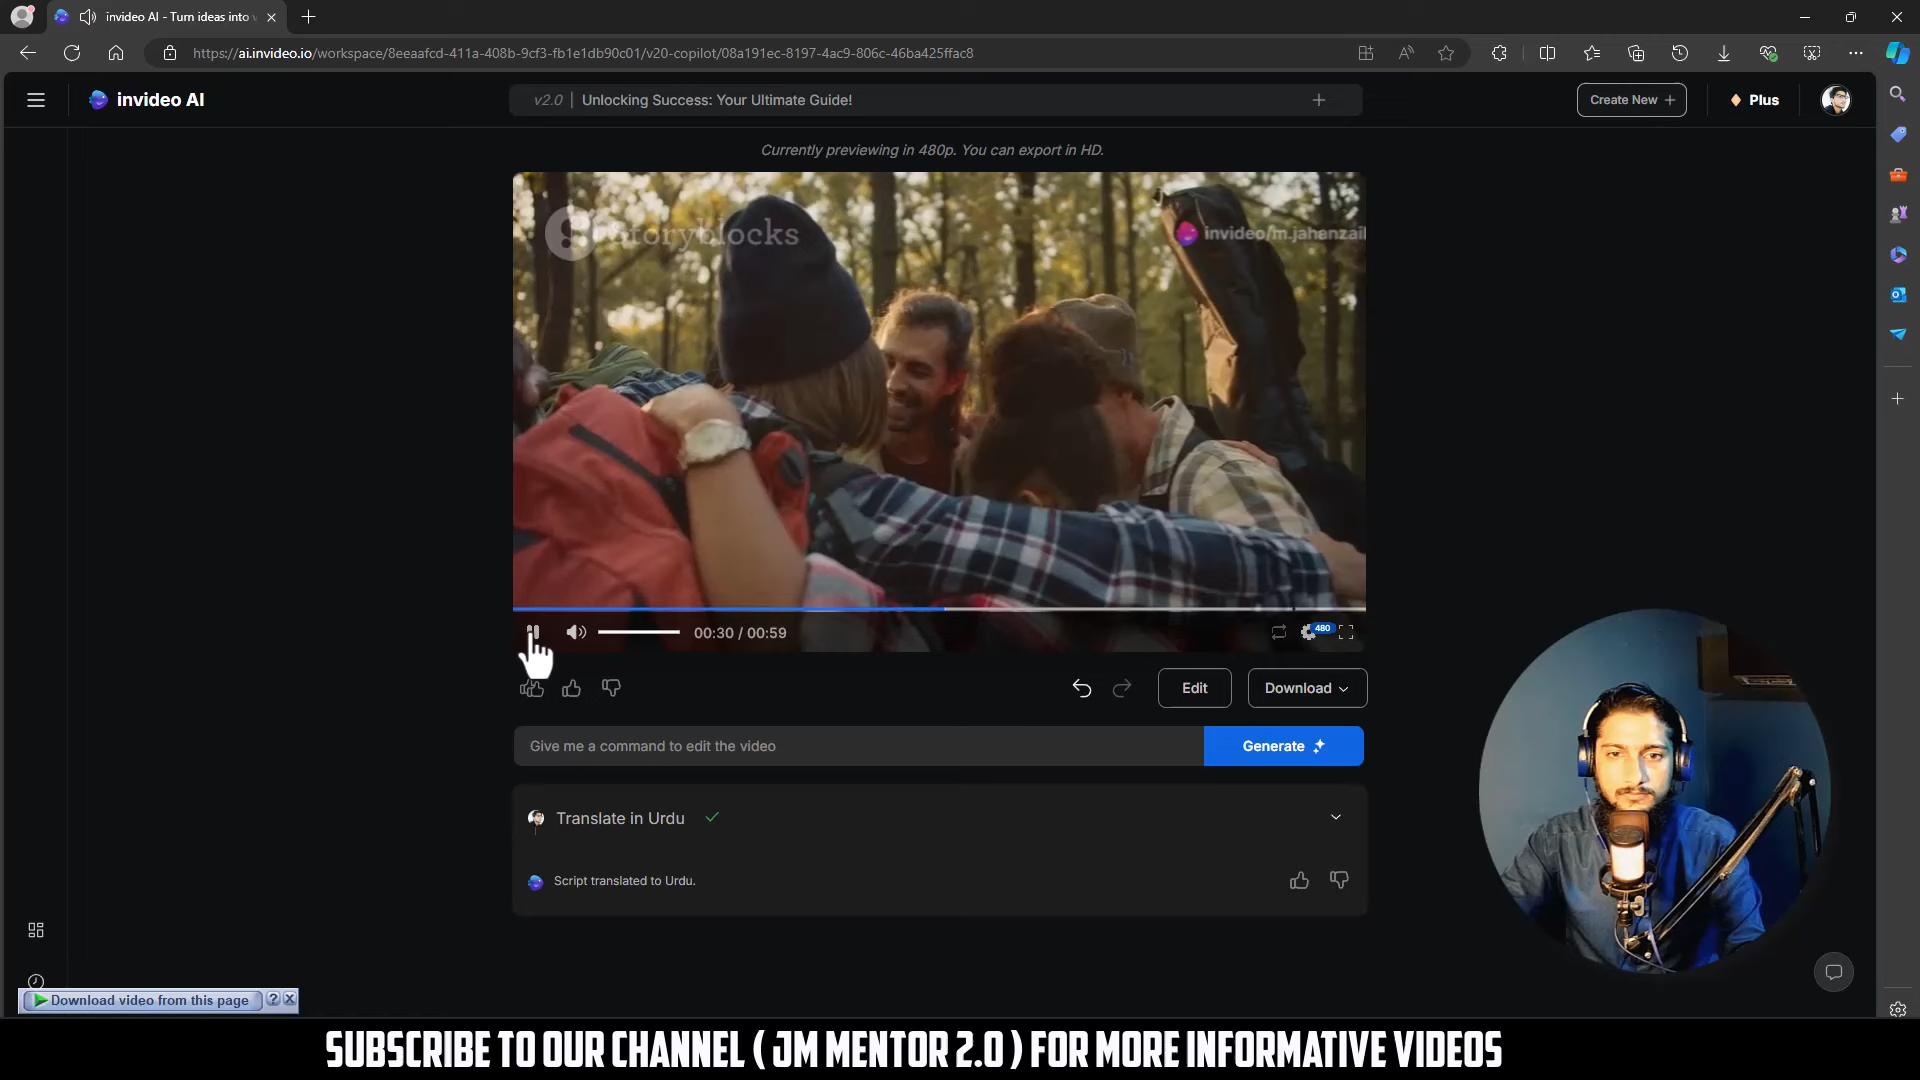 invideo AI - Turn ideas into
https://ai.invideo.io/workspace/8eeaafcd-411a-408b-9cf3-fb1e1db90c01/v20-copilot/08a191ec-8197-4ac9-806c-46ba425ffac8
invideo AI
v2.0 | Unlocking Success: Your Ultimate Guide!
Create New +
Plus
Currently previewing in 480p. You can export in HD.
storyblocks
invideo/m.jahanzai
00:30 / 00:59
480
Edit
Download
Give me a command to edit the video
Generate
Translate in Urdu
Script translated to Urdu.
Download video from this page
SUBSCRIBE TO OUR CHANNEL ( JM MENTOR 2.0 ) FOR MORE INFORMATIVE VIDEOS